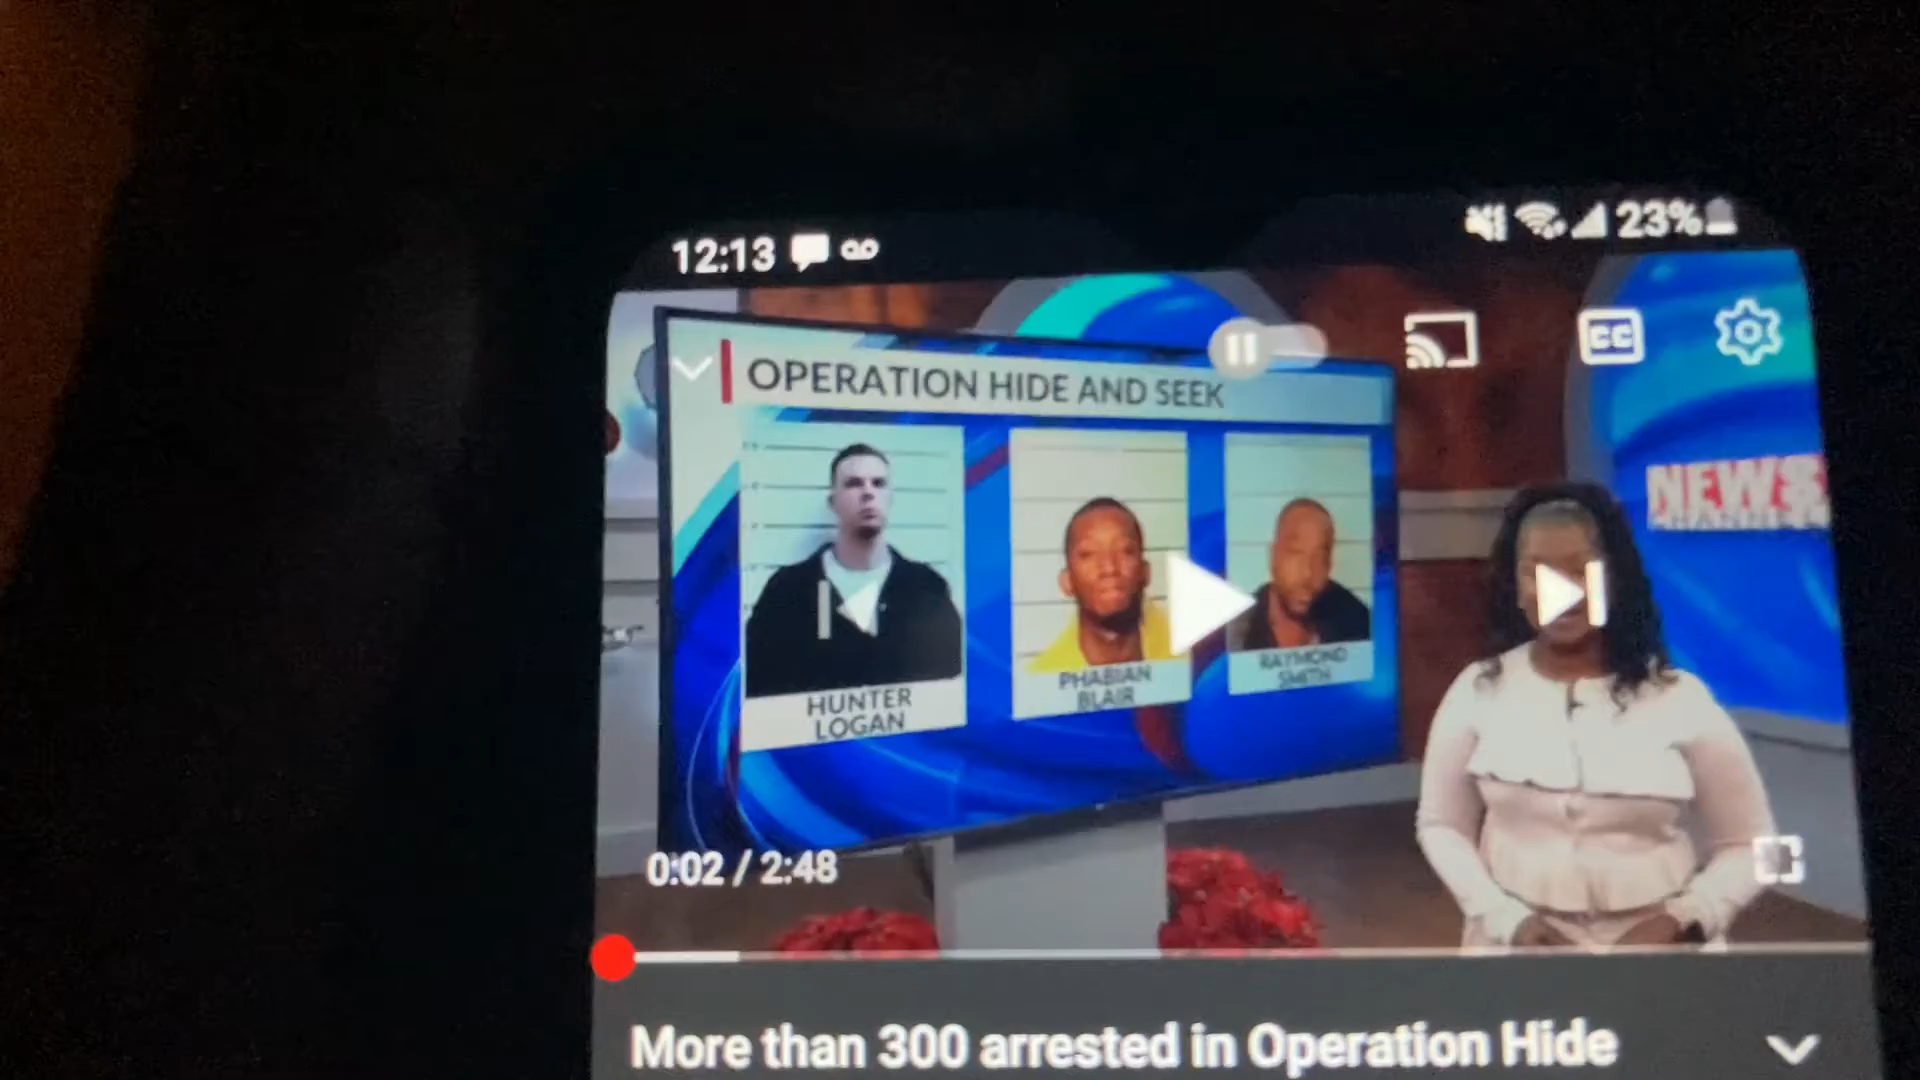 12:13
23%
OPERATION HIDE AND SEEK
CC
NEWS
HUNTER
LOGAN
PHABIAN
BLAIR
RAYMOND
SMITH
0:02 / 2:48
More than 300 arrested in Operation Hide